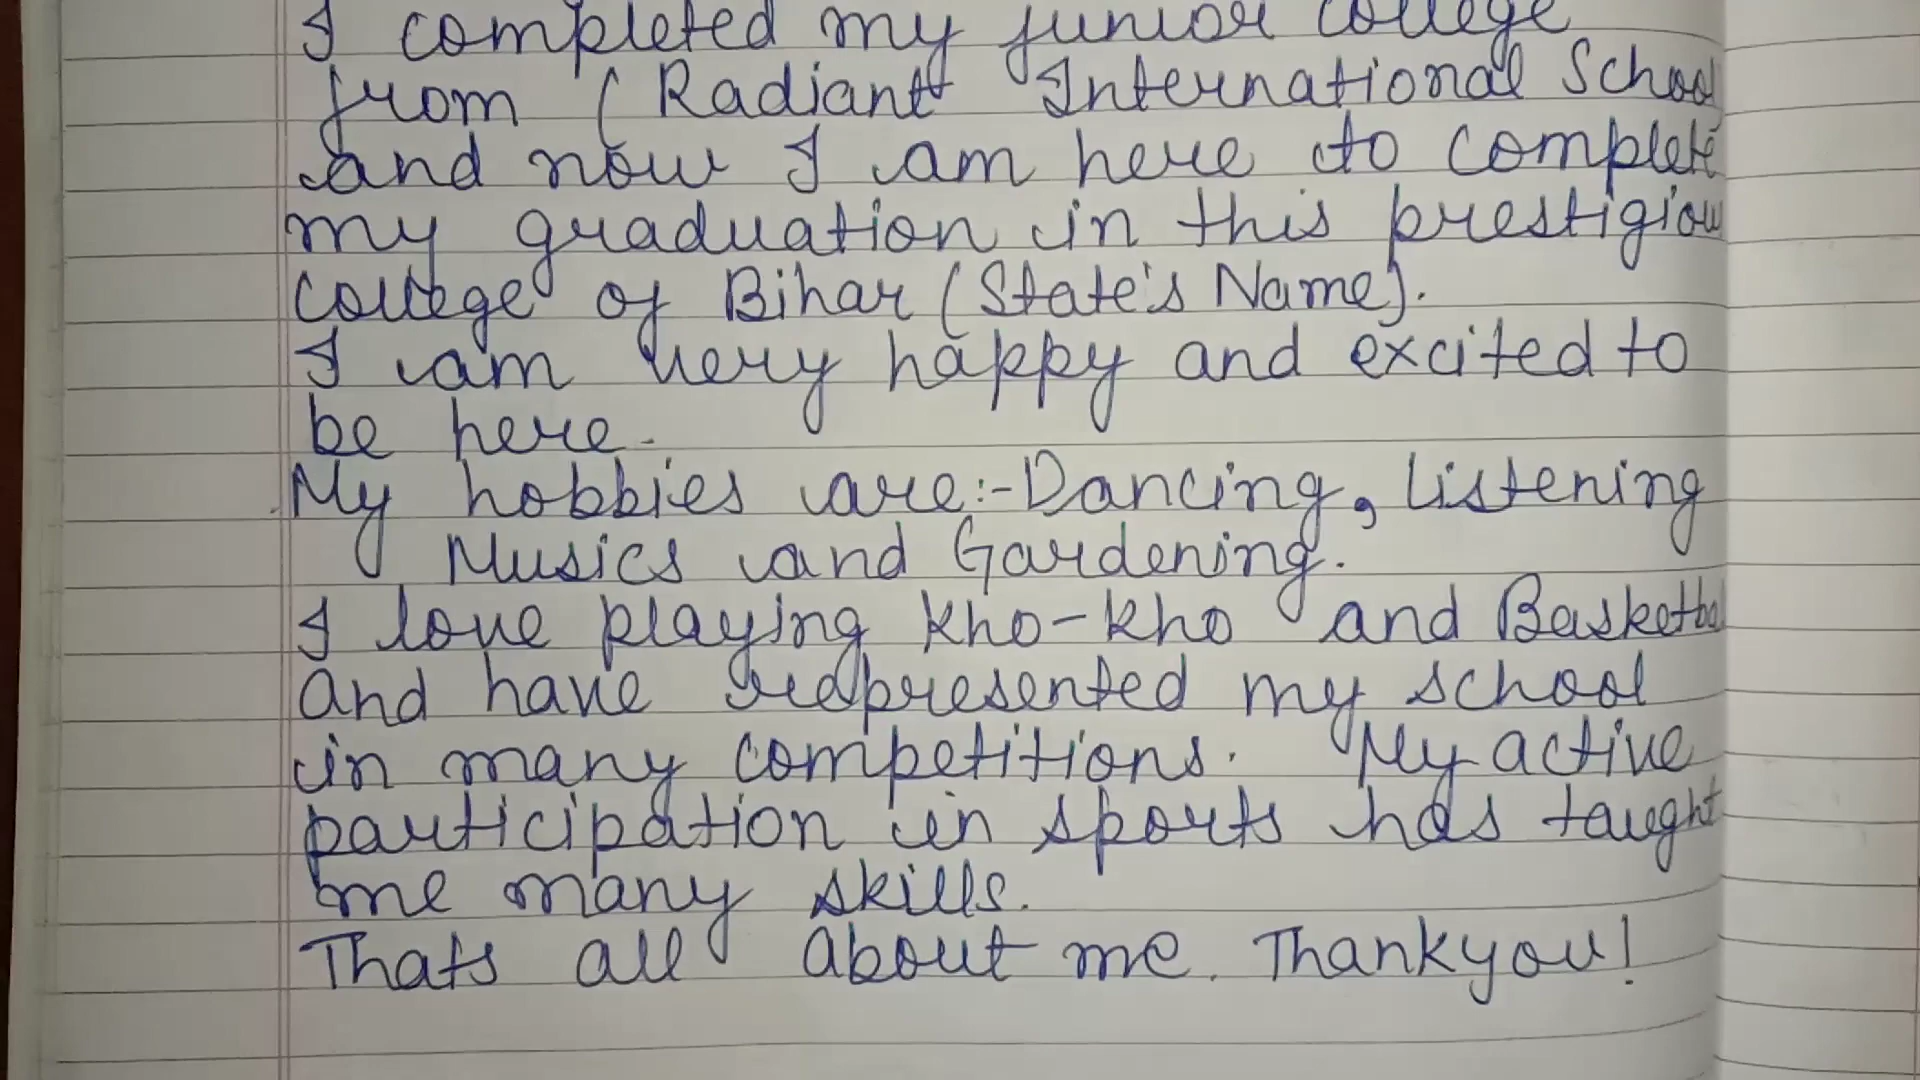 I completed my junior college
from (Radiant International School
and now I am here to complete
my graduation in this prestigiou
college of Bihar (State's Name).
I am very happy and excited to
be here.
My hobbies are:- Dancing, listening
Musics and Gardening.
I love playing kho-kho and Basketba
and have represented my school
in many competitions. My active
participation in sports has taught
me many skills.
Thats all about me. Thankyou!